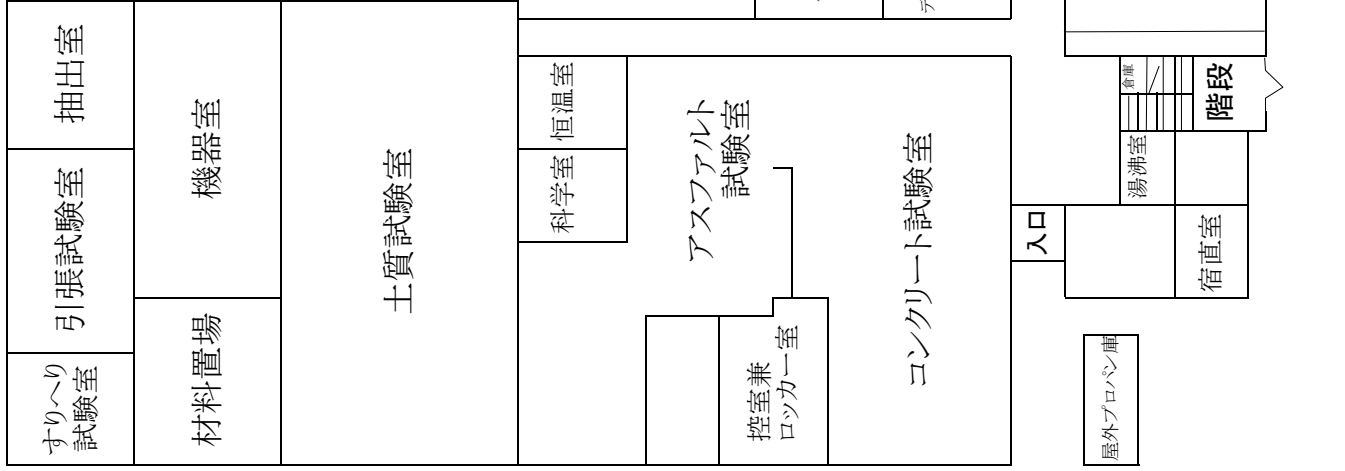 抽出室
引張試験室
すりへり
試験室
機器室
材料置場
土質試験室
恒温室
科学室
アスファルト
試験室
控室兼
ロッカー室
コンクリート試験室
入口
倉庫
階段
湯沸室
宿直室
屋外プロパン庫